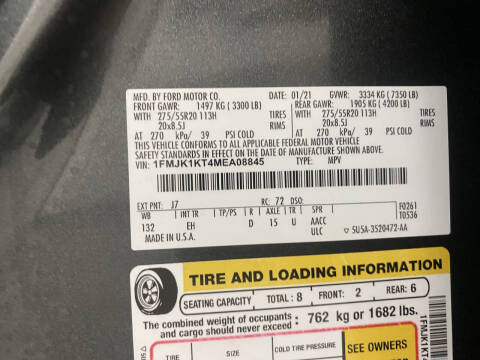 MFD. BY FORD MOTOR CO.
DATE: 01/21 GVWR: 3334 KG (7350 LB)
FRONT GAWR: 1497 KG (3300 LB) REAR GAWR: 1905 KG (4200 LB)
WITH 275/55R20 113H TIRES WITH 275/55R20 113H TIRES
20x8.5J RIMS 20x8.5J RIMS
AT 270 kPa/ 39 PSI COLD AT 270 kPa/ 39 PSI COLD
THIS VEHICLE CONFORMS TO ALL APPLICABLE FEDERAL MOTOR VEHICLE
SAFETY STANDARDS IN EFFECT ON THE DATE OF MANUFACTURE SHOWN ABOVE.
VIN: 1FMJK1KT4MEA08845 TYPE: MPV
EXT PNT: J7 RC: 72 DSO: F0261
WB INT TR TP/PS R AXLE TR SPR T0536
132 EH D 15 U AACC
MADE IN U.S.A. ULC ▽ 5U5A-3520472-AA
TIRE AND LOADING INFORMATION
SEATING CAPACITY TOTAL: 8 FRONT: 2 REAR: 6
The combined weight of occupants
and cargo should never exceed : 762 kg or 1682 lbs.
TIRE SIZE COLD TIRE PRESSURE SEE OWNERS